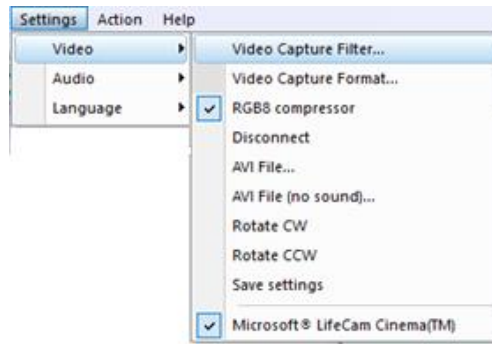 Settings Action Help
Video
Audio
Language
Video Capture Filter...
Video Capture Format...
RGB8 compressor
Disconnect
AVI File...
AVI File (no sound)...
Rotate CW
Rotate CCW
Save settings
Microsoft® LifeCam Cinema(TM)